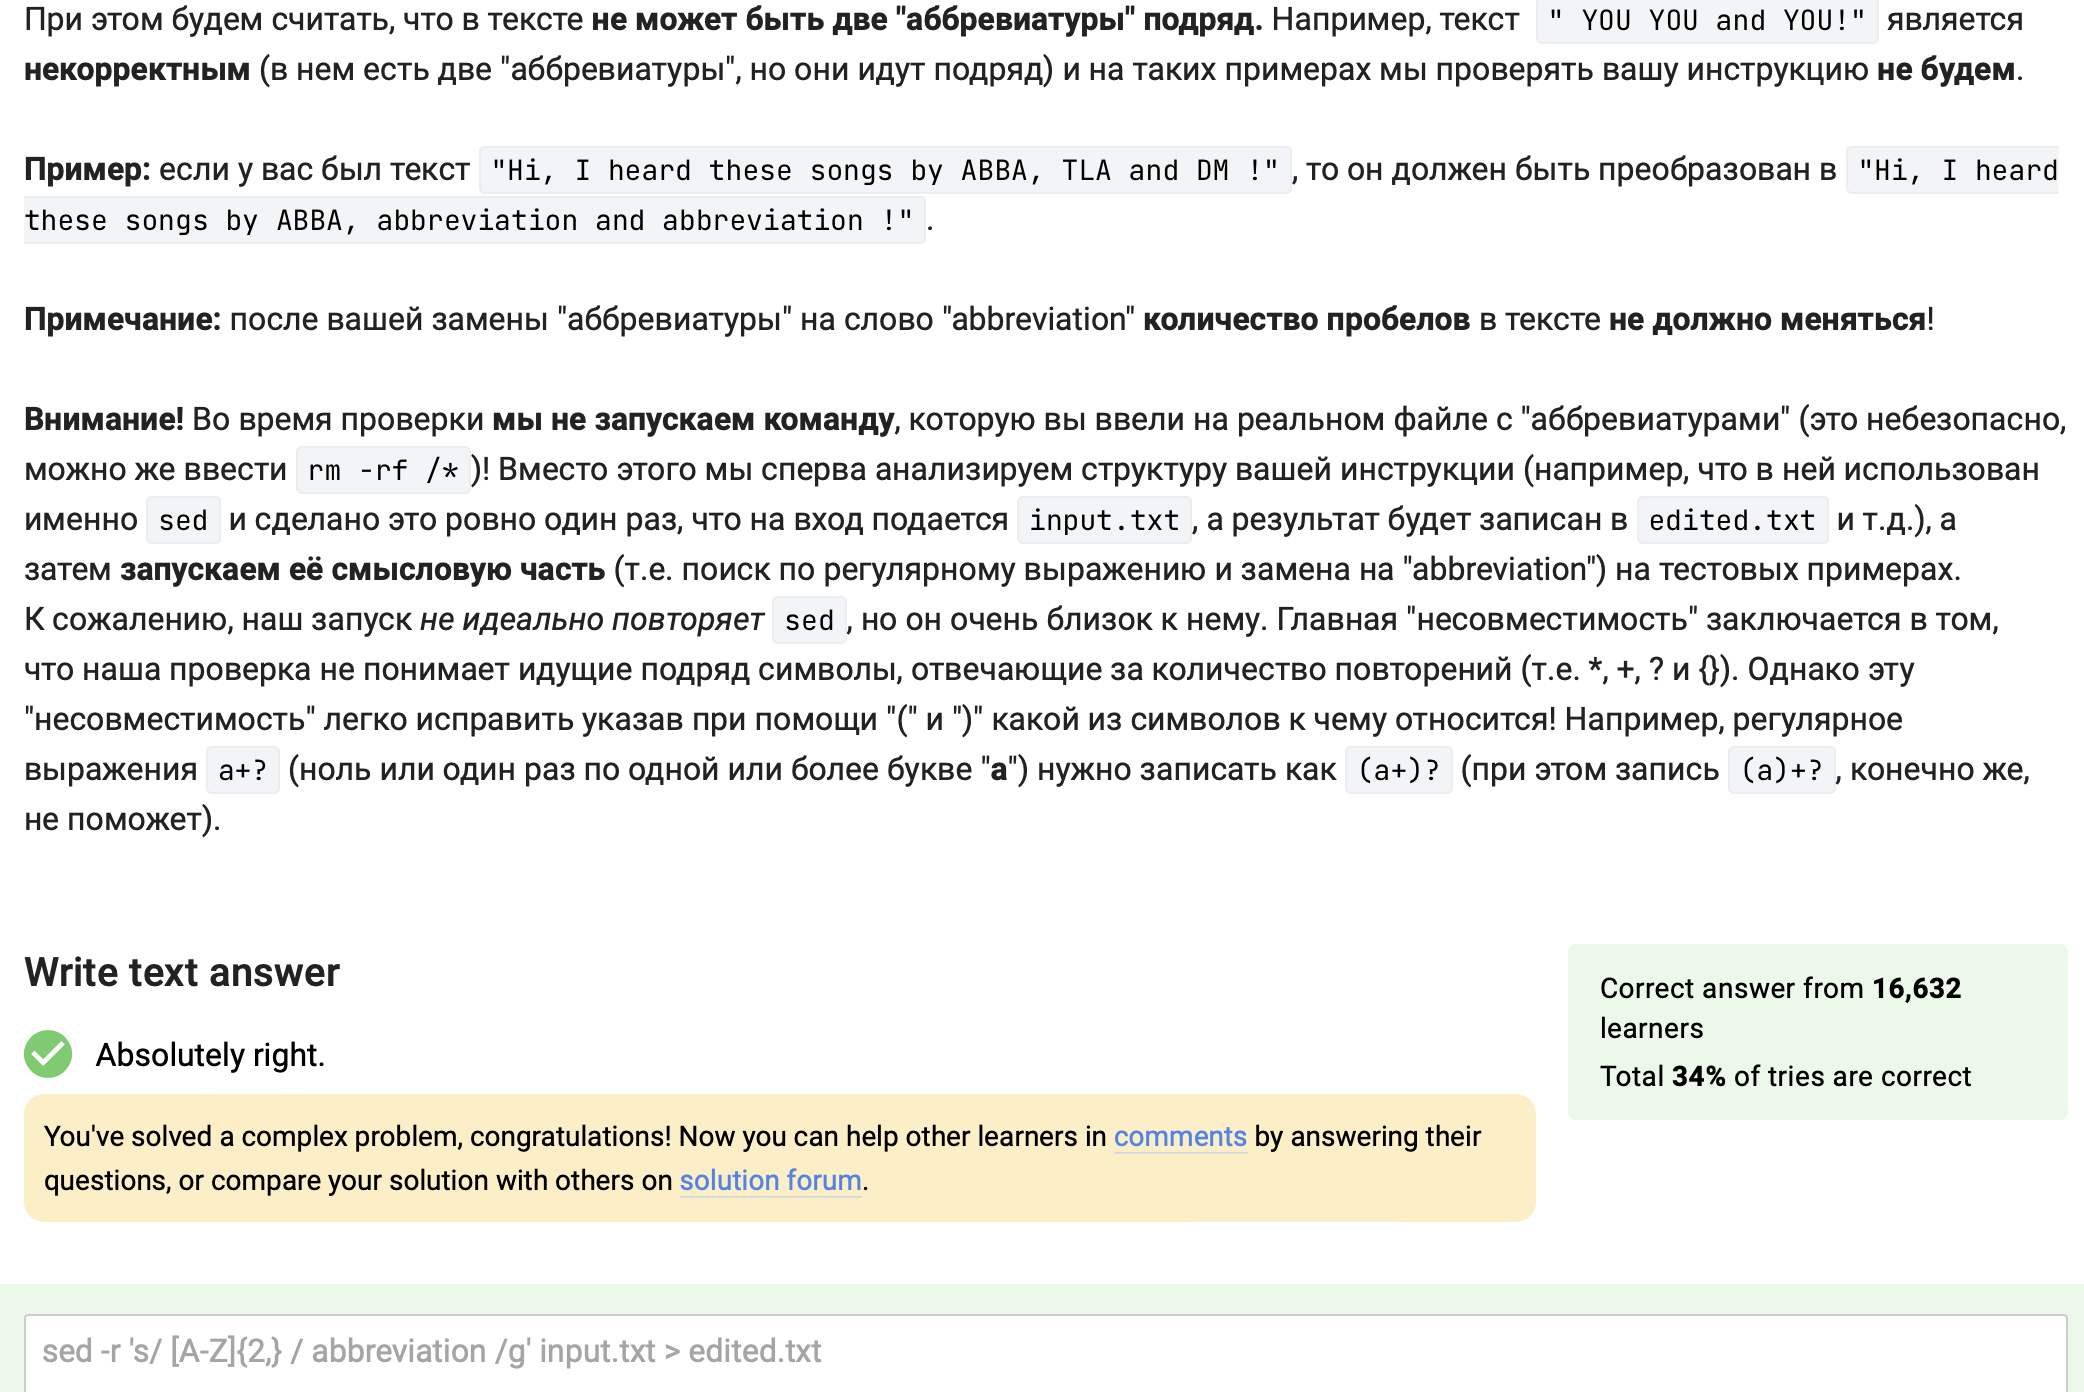 При этом будем считать, что в тексте не может быть две "аббревиатуры" подряд. Например, текст " YOU YOU and YOU!" является
некорректным (в нем есть две "аббревиатуры", но они идут подряд) и на таких примерах мы проверять вашу инструкцию не будем.
Пример: если у вас был текст "Hi, I heard these songs by ABBA, TLA and DM !", то он должен быть преобразован в "Hi, I heard
these songs by ABBA, abbreviation and abbreviation !".
Примечание: после вашей замены "аббревиатуры" на слово "abbreviation" количество пробелов в тексте не должно меняться!
Внимание! Во время проверки мы не запускаем команду, которую вы ввели на реальном файле с "аббревиатурами" (это небезопасно,
можно же ввести rm -rf /*)! Вместо этого мы сперва анализируем структуру вашей инструкции (например, что в ней использован
именно sed и сделано это ровно один раз, что на вход подается input.txt, а результат будет записан в edited.txt и т.д.), а
затем запускаем её смысловую часть (т.е. поиск по регулярному выражению и замена на "abbreviation") на тестовых примерах.
К сожалению, наш запуск не идеально повторяет sed, но он очень близок к нему. Главная "несовместимость" заключается в том,
что наша проверка не понимает идущие подряд символы, отвечающие за количество повторений (т.е. *, +, ? и {}). Однако эту
"несовместимость" легко исправить указав при помощи "(" и ")" какой из символов к чему относится! Например, регулярное
выражения a+? (ноль или один раз по одной или более букве "a") нужно записать как (a+)? (при этом запись (a)+?, конечно же,
не поможет).
Write text answer
Correct answer from 16,632
learners
Total 34% of tries are correct
Absolutely right.
You've solved a complex problem, congratulations! Now you can help other learners in comments by answering their
questions, or compare your solution with others on solution forum.
sed -r 's/ [A-Z]{2,} / abbreviation /g' input.txt > edited.txt